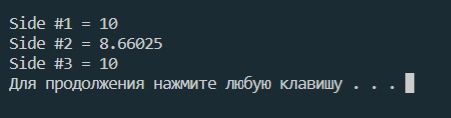 Side #1 = 10
Side #2 = 8.66025
Side #3 = 10
Для продолжения нажмите любую клавишу . . .